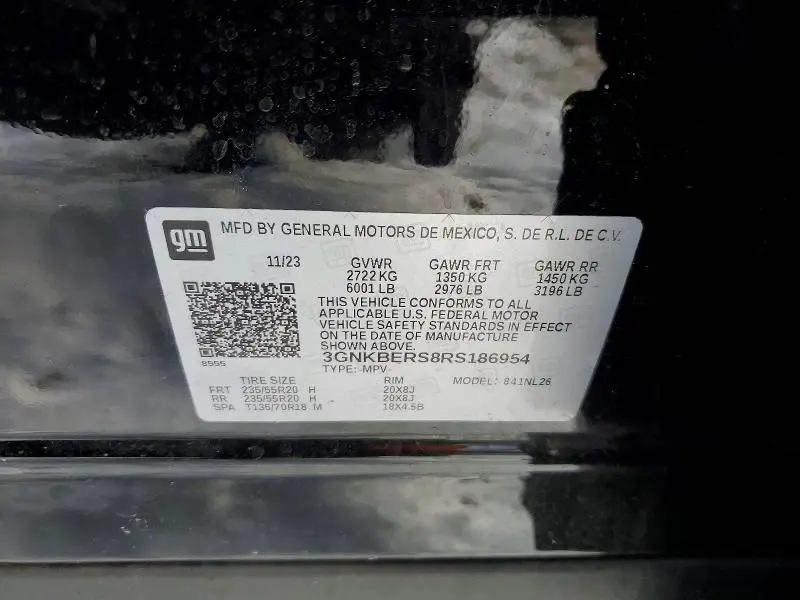 gm
MFD BY GENERAL MOTORS DE MEXICO, S. DE R.L. DE C.V.
11/23 GVWR GAWR FRT GAWR RR
2722 KG 1350 KG 1450 KG
6001 LB 2976 LB 3196 LB
THIS VEHICLE CONFORMS TO ALL
APPLICABLE U.S. FEDERAL MOTOR
VEHICLE SAFETY STANDARDS IN EFFECT
ON THE DATE OF MANUFACTURE
SHOWN ABOVE.
3GNKBERS8RS186954
8595
TYPE: MPV
TIRE SIZE RIM MODEL: 841NL26
FRT 235/55R20 H 20X8J
RR 235/55R20 H 20X8J
SPA T135/70R18 M 18X4.5B